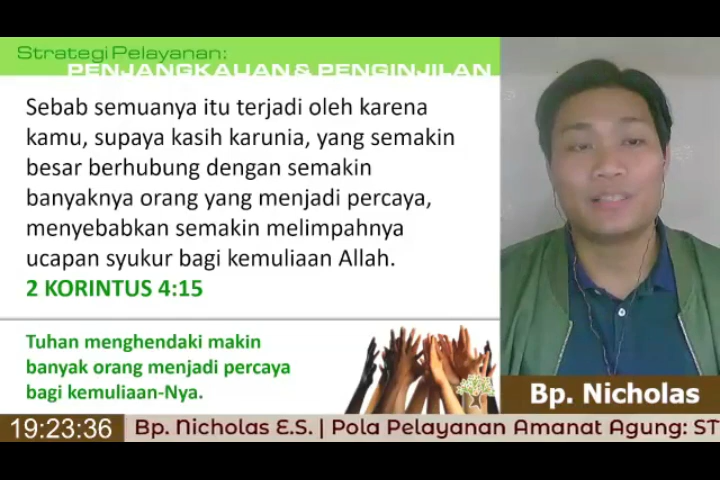 Strategi Pelayanan:
PENJANGKAUAN & PENGINJILAN
Sebab semuanya itu terjadi oleh karena
kamu, supaya kasih karunia, yang semakin
besar berhubung dengan semakin
banyaknya orang yang menjadi percaya,
menyebabkan semakin melimpahnya
ucapan syukur bagi kemuliaan Allah.
2 KORINTUS 4:15
Tuhan menghendaki makin
banyak orang menjadi percaya
bagi kemuliaan-Nya.
Bp. Nicholas
19:23:36
Bp. Nicholas E.S. | Pola Pelayanan Amanat Agung: ST